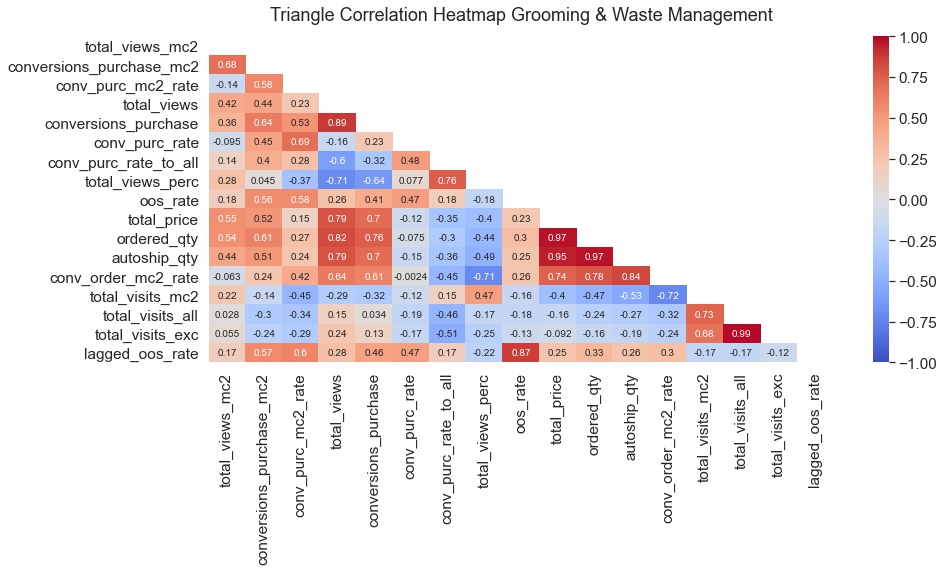 Triangle Correlation Heatmap Grooming & Waste Management
total_views_mc2
conversions_purchase_mc2 0.68
conv_purc_mc2_rate -0.14 0.58
total_views 0.42 0.44 0.23
conversions_purchase 0.36 0.64 0.53 0.89
conv_purc_rate -0.095 0.45 0.69 -0.16 0.23
conv_purc_rate_to_all 0.14 0.4 0.28 -0.6 -0.32 0.48
total_views_perc 0.28 0.045 -0.37 -0.71 -0.64 0.077 0.76
oos_rate 0.18 0.56 0.58 0.26 0.41 0.47 0.18 -0.18
total_price 0.55 0.52 0.15 0.79 0.7 -0.12 -0.35 -0.4 0.23
ordered_qty 0.54 0.61 0.27 0.82 0.76 -0.075 -0.3 -0.44 0.3 0.97
autoship_qty 0.44 0.51 0.24 0.79 0.7 -0.15 -0.36 -0.49 0.25 0.95 0.97
conv_order_mc2_rate -0.063 0.24 0.42 0.64 0.61 -0.0024 -0.45 -0.71 0.26 0.74 0.78 0.84
total_visits_mc2 0.22 -0.14 -0.45 -0.29 -0.32 -0.12 0.15 0.47 -0.16 -0.4 -0.47 -0.53 -0.72
total_visits_all 0.028 -0.3 -0.34 0.15 0.034 -0.19 -0.46 -0.17 -0.18 -0.16 -0.24 -0.27 -0.32 0.73
total_visits_exc 0.055 -0.24 -0.29 0.24 0.13 -0.17 -0.51 -0.25 -0.13 -0.092 -0.16 -0.19 -0.24 0.68 0.99
lagged_oos_rate 0.17 0.57 0.6 0.28 0.46 0.47 0.17 -0.22 0.87 0.25 0.33 0.26 0.3 -0.17 -0.17 -0.12
total_views_mc2
conversions_purchase_mc2
conv_purc_mc2_rate
total_views
conversions_purchase
conv_purc_rate
conv_purc_rate_to_all
total_views_perc
oos_rate
total_price
ordered_qty
autoship_qty
conv_order_mc2_rate
total_visits_mc2
total_visits_all
total_visits_exc
lagged_oos_rate
1.00
0.75
0.50
0.25
0.00
−0.25
−0.50
−0.75
−1.00